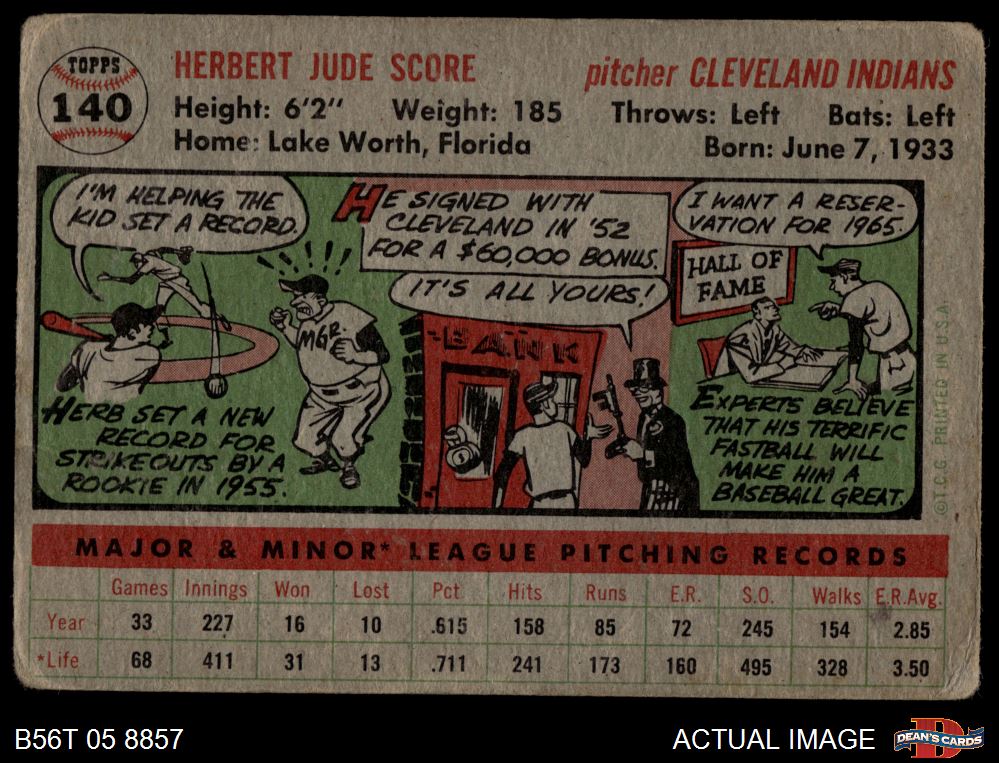 TOPPS
140
HERBERT JUDE SCORE
pitcher CLEVELAND INDIANS
Height: 6'2" Weight: 185 Throws: Left Bats: Left
Home: Lake Worth, Florida Born: June 7, 1933
I'M HELPING THE
KID SET A RECORD.
MGR.
HERB SET A NEW
RECORD FOR
STRIKEOUTS BY A
ROOKIE IN 1955.
HE SIGNED WITH
CLEVELAND IN '52
FOR A $60,000 BONUS.
IT'S ALL YOURS!
BANK
I WANT A RESER-
VATION FOR 1965.
HALL OF
FAME
EXPERTS BELIEVE
THAT HIS TERRIFIC
FASTBALL WILL
MAKE HIM A
BASEBALL GREAT.
©T.C.G. PRINTED IN U.S.A.
MAJOR & MINOR* LEAGUE PITCHING RECORDS
Games Innings Won Lost Pct Hits Runs E.R. S.O. Walks E.R.Avg.
Year 33 227 16 10 .615 158 85 72 245 154 2.85
*Life 68 411 31 13 .711 241 173 160 495 328 3.50
B56T 05 8857
ACTUAL IMAGE
DEAN'S CARDS